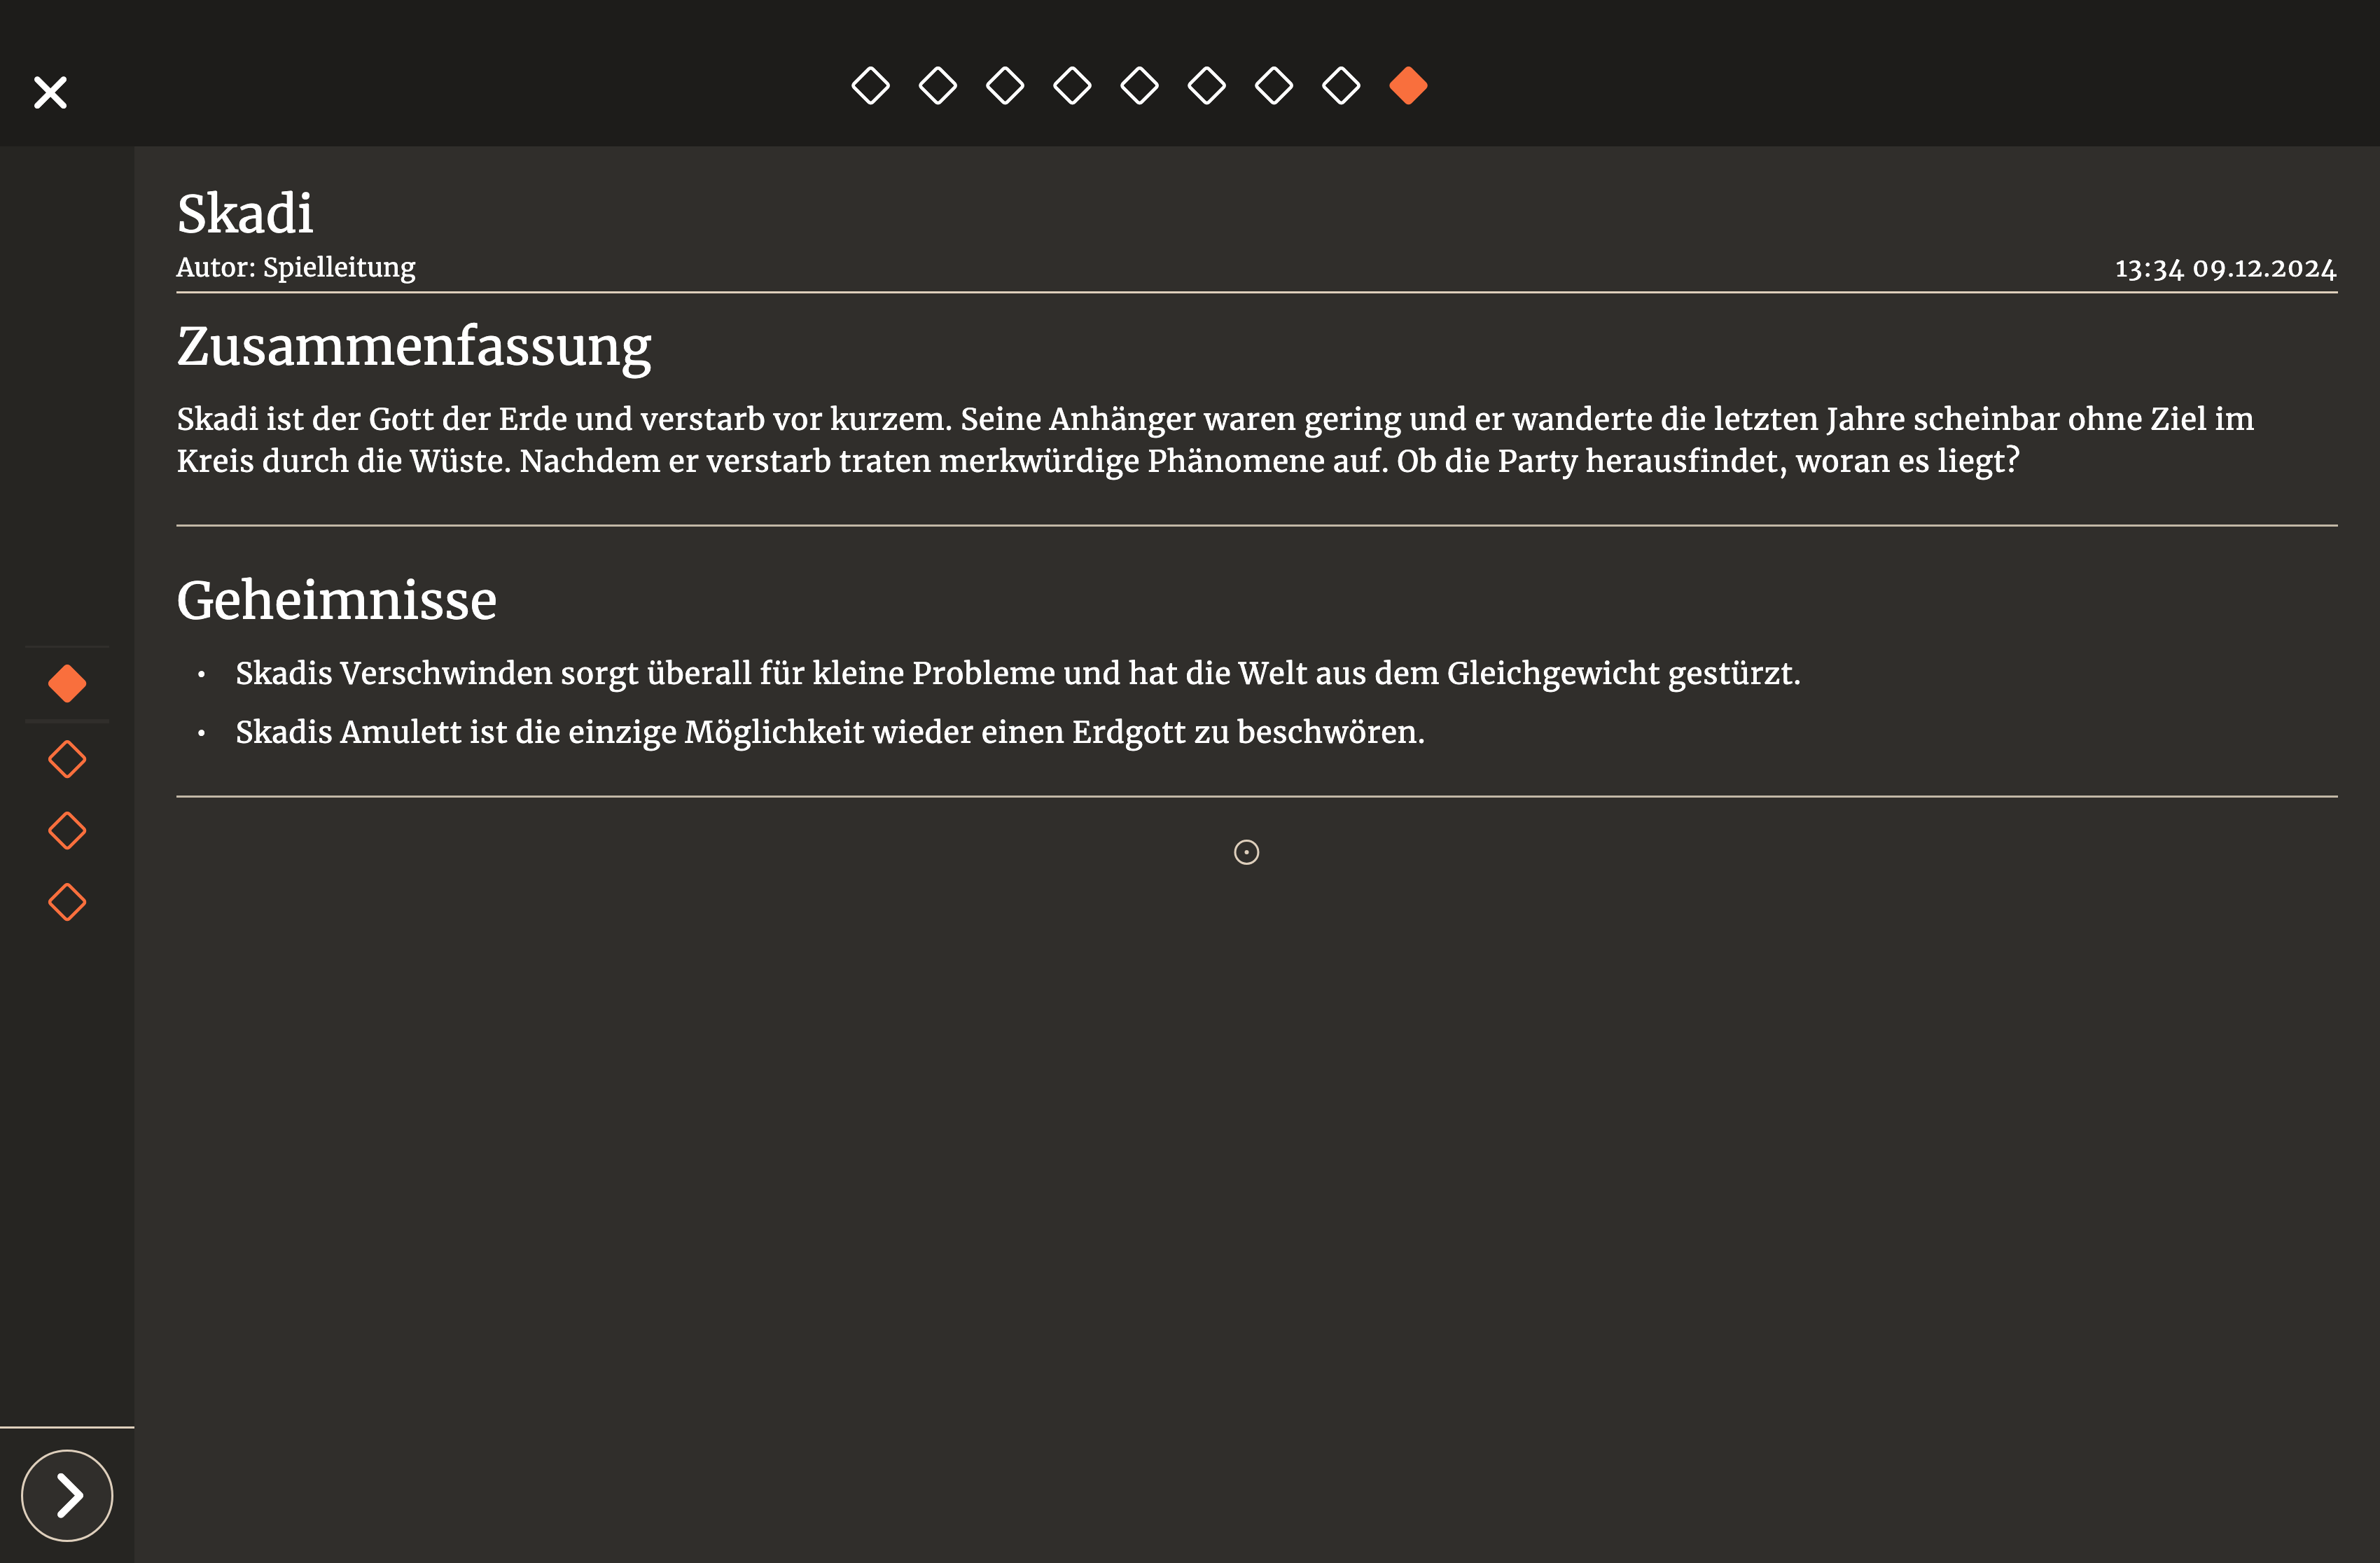 Skadi
Autor: Spielleitung
13:34 09.12.2024
Zusammenfassung
Skadi ist der Gott der Erde und verstarb vor kurzem. Seine Anhänger waren gering und er wanderte die letzten Jahre scheinbar ohne Ziel im
Kreis durch die Wüste. Nachdem er verstarb traten merkwürdige Phänomene auf. Ob die Party herausfindet, woran es liegt?
Geheimnisse
• Skadis Verschwinden sorgt überall für kleine Probleme und hat die Welt aus dem Gleichgewicht gestürzt.
• Skadis Amulett ist die einzige Möglichkeit wieder einen Erdgott zu beschwören.